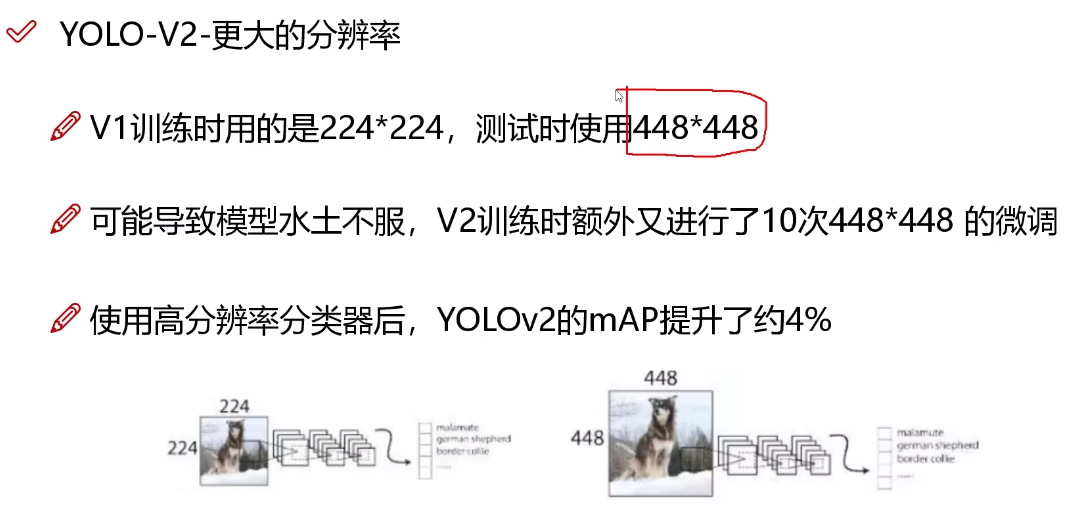 YOLO-V2-更大的分辨率
V1训练时用的是224*224，测试时使用448*448
可能导致模型水土不服，V2训练时额外又进行了10次448*448 的微调
使用高分辨率分类器后，YOLOv2的mAP提升了约4%
224
224
malamute
german shepherd
border collie
......
448
448
malamute
german shepherd
border collie
......